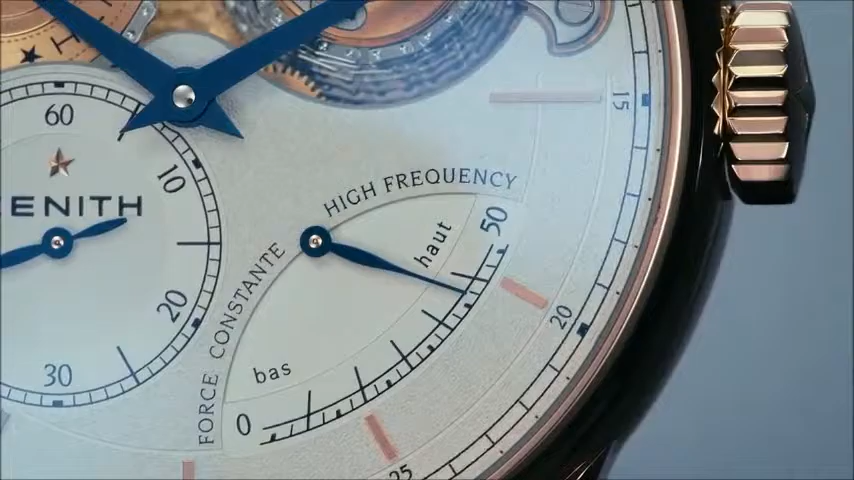 60
10
ENITH
20
30
15
HIGH FREQUENCY
haut
50
FORCE CONSTANTE
bas
0
20
25